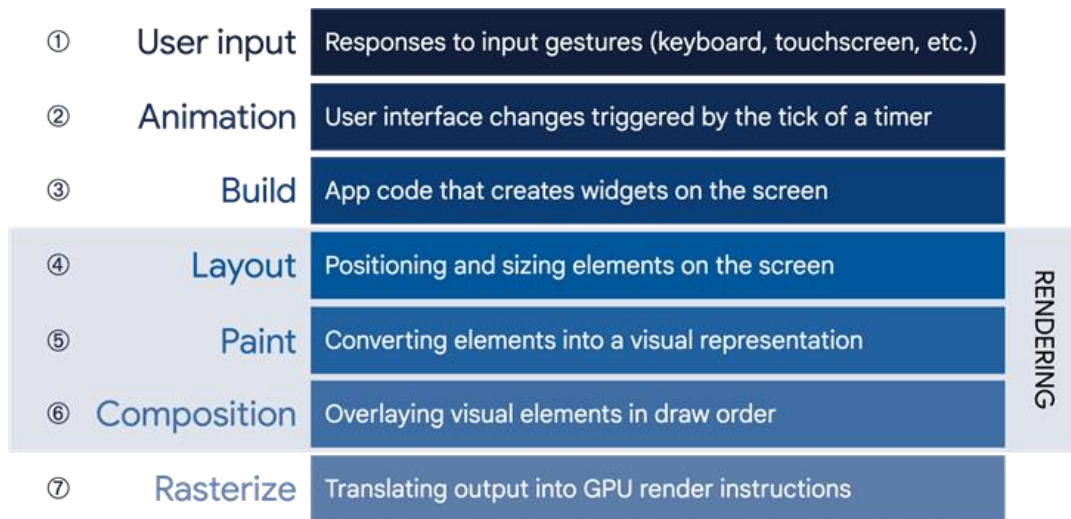 ① User input Responses to input gestures (keyboard, touchscreen, etc.)
② Animation User interface changes triggered by the tick of a timer
③ Build App code that creates widgets on the screen
④ Layout Positioning and sizing elements on the screen
⑤ Paint Converting elements into a visual representation
⑥ Composition Overlaying visual elements in draw order
⑦ Rasterize Translating output into GPU render instructions
RENDERING